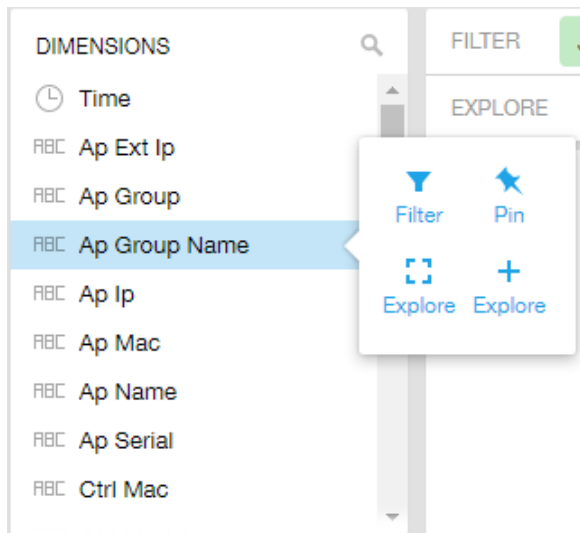 DIMENSIONS
Time
ABC Ap Ext Ip
ABC Ap Group
ABC Ap Group Name
ABC Ap Ip
ABC Ap Mac
ABC Ap Name
ABC Ap Serial
ABC Ctrl Mac
FILTER
EXPLORE
Filter Pin
Explore Explore